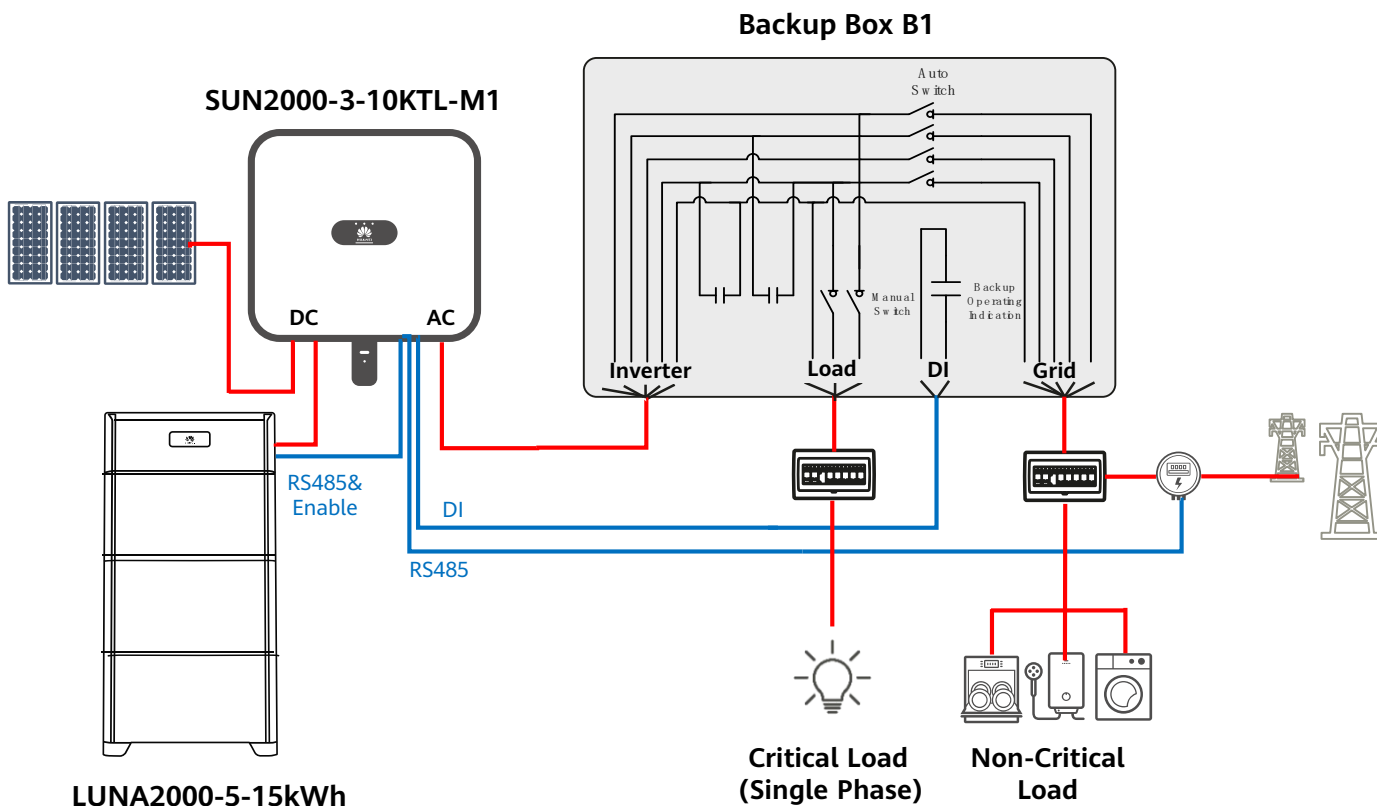 Backup Box B1
SUN2000-3-10KTL-M1
Auto
Switch
DC
AC
Manual
Switch
Backup
Operating
Indication
Inverter
Load
DI
Grid
RS485&
Enable
DI
RS485
Critical Load
(Single Phase)
Non-Critical
Load
LUNA2000-5-15kWh